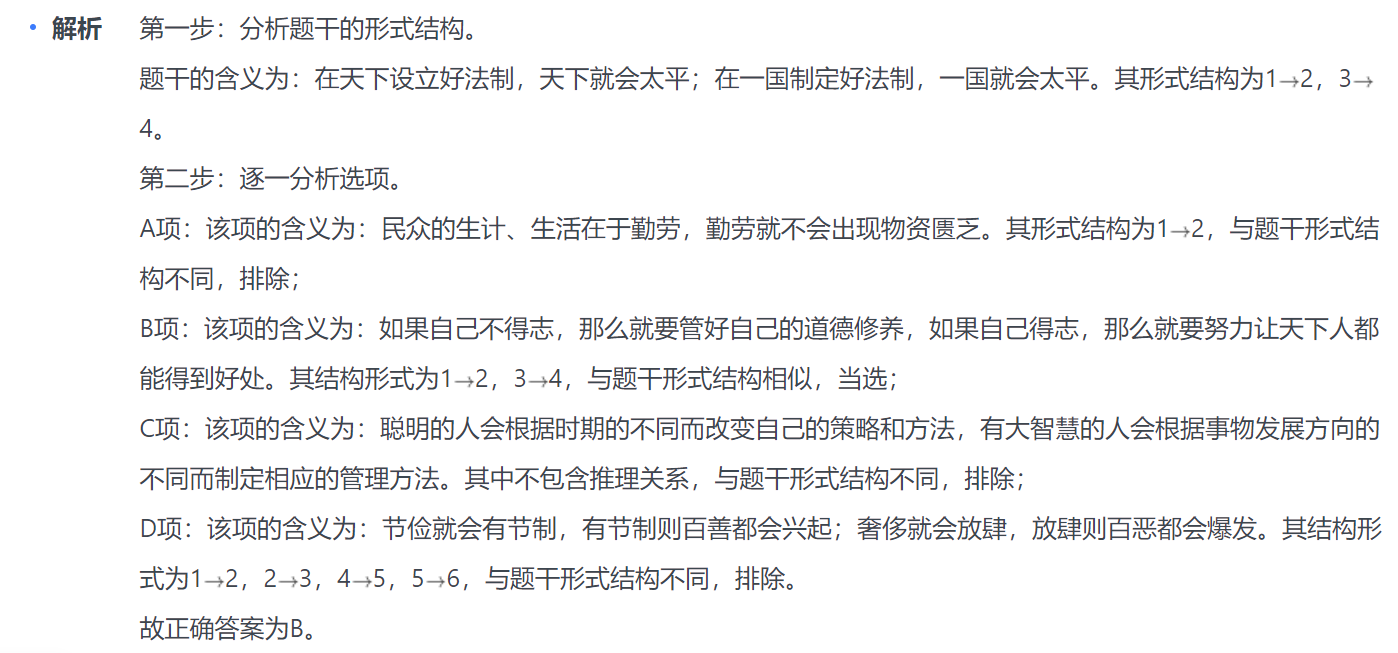 • 解析 第一步：分析题干的形式结构。
题干的含义为：在天下设立好法制，天下就会太平；在一国制定好法制，一国就会太平。其形式结构为1→2，3→
4。
第二步：逐一分析选项。
A项：该项的含义为：民众的生计、生活在于勤劳，勤劳就不会出现物资匮乏。其形式结构为1→2，与题干形式结
构不同，排除；
B项：该项的含义为：如果自己不得志，那么就要管好自己的道德修养，如果自己得志，那么就要努力让天下人都
能得到好处。其结构形式为1→2，3→4，与题干形式结构相似，当选；
C项：该项的含义为：聪明的人会根据时期的不同而改变自己的策略和方法，有大智慧的人会根据事物发展方向的
不同而制定相应的管理方法。其中不包含推理关系，与题干形式结构不同，排除；
D项：该项的含义为：节俭就会有节制，有节制则百善都会兴起；奢侈就会放肆，放肆则百恶都会爆发。其结构形
式为1→2，2→3，4→5，5→6，与题干形式结构不同，排除。
故正确答案为B。